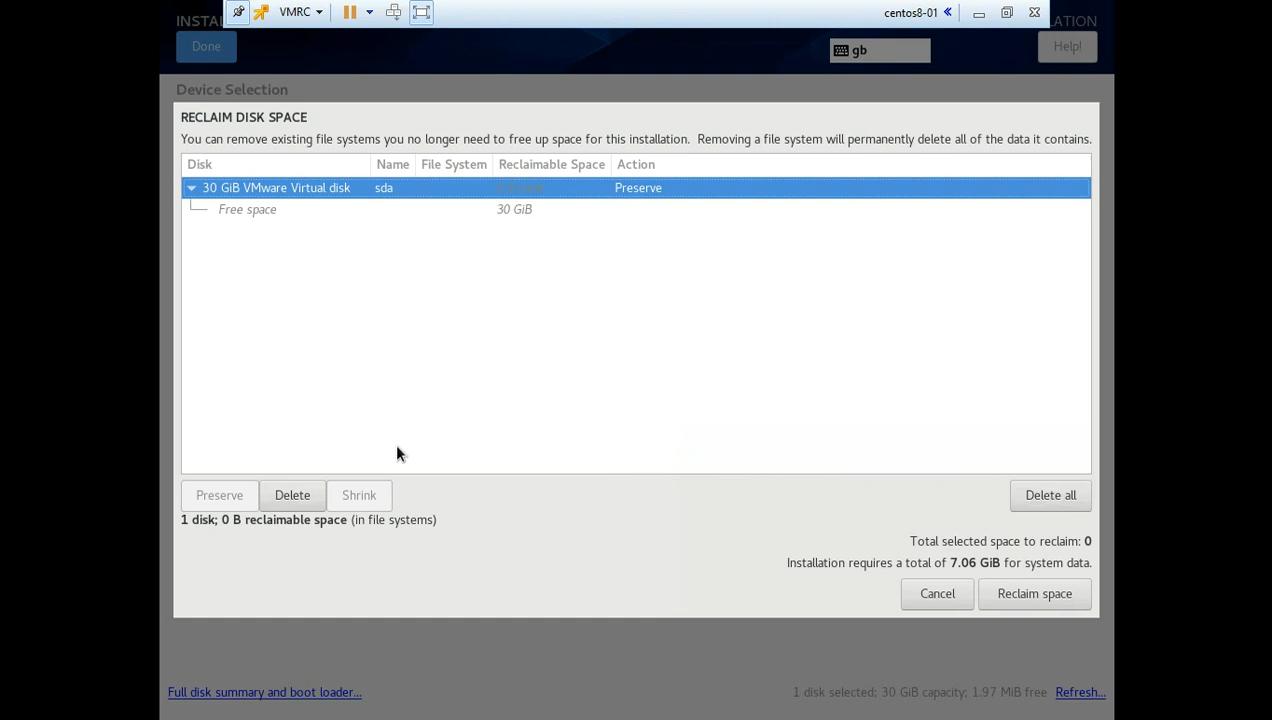 VMRC
centos8-01
INSTAL
LATION
Done
gb
Help!
Device Selection
RECLAIM DISK SPACE
You can remove existing file systems you no longer need to free up space for this installation. Removing a file system will permanently delete all of the data it contains.
Disk Name File System Reclaimable Space Action
30 GiB VMware Virtual disk sda Preserve
Free space 30 GiB
Preserve Delete Shrink Delete all
1 disk; 0 B reclaimable space (in file systems)
Total selected space to reclaim: 0
Installation requires a total of 7.06 GiB for system data.
Cancel Reclaim space
Full disk summary and boot loader... 1 disk selected; 30 GiB capacity; 1.97 MiB free Refresh...